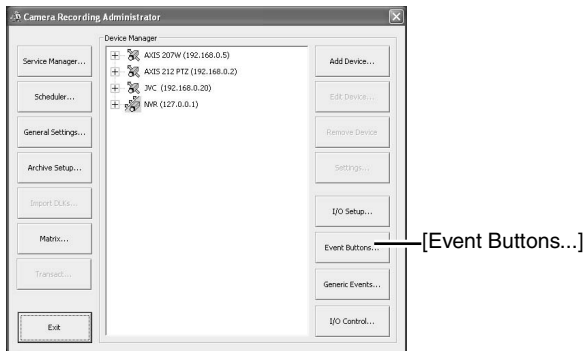 Camera Recording Administrator
Device Manager
Service Manager...
Scheduler...
General Settings...
Archive Setup...
Import DLKs...
Matrix...
Transact...
Exit
AXIS 207W (192.168.0.5)
AXIS 212 PTZ (192.168.0.2)
JVC (192.168.0.20)
NVR (127.0.0.1)
Add Device...
Edit Device...
Remove Device
Settings...
I/O Setup...
Event Buttons...
Generic Events...
I/O Control...
[Event Buttons...]